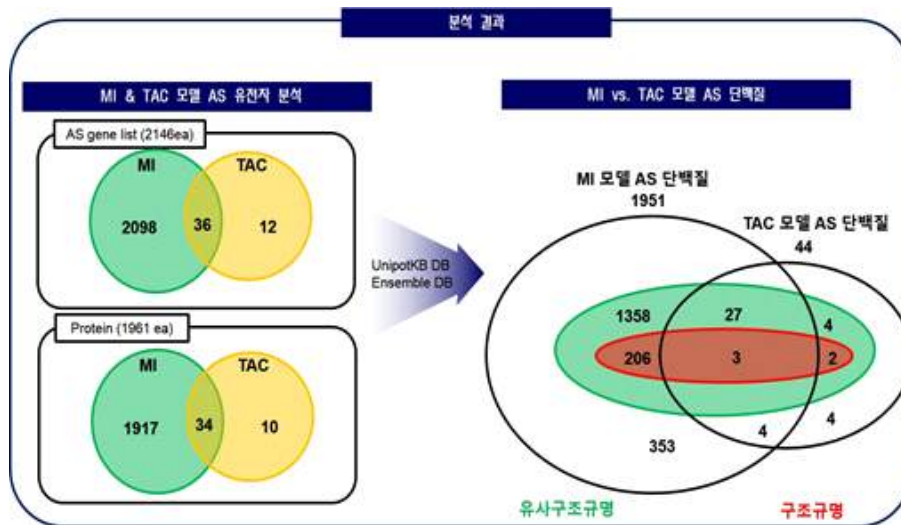 분석 결과
MI & TAC 모델 AS 유전자 분석
AS gene list (2146ea)
MI
TAC
2098
36
12
Protein (1961 ea)
MI
TAC
1917
34
10
UnipotKB DB
Ensemble DB
MI vs. TAC 모델 AS 단백질
MI 모델 AS 단백질
1951
TAC 모델 AS 단백질
44
1358
27
4
206
3
2
353
4
4
유사구조규명
구조규명